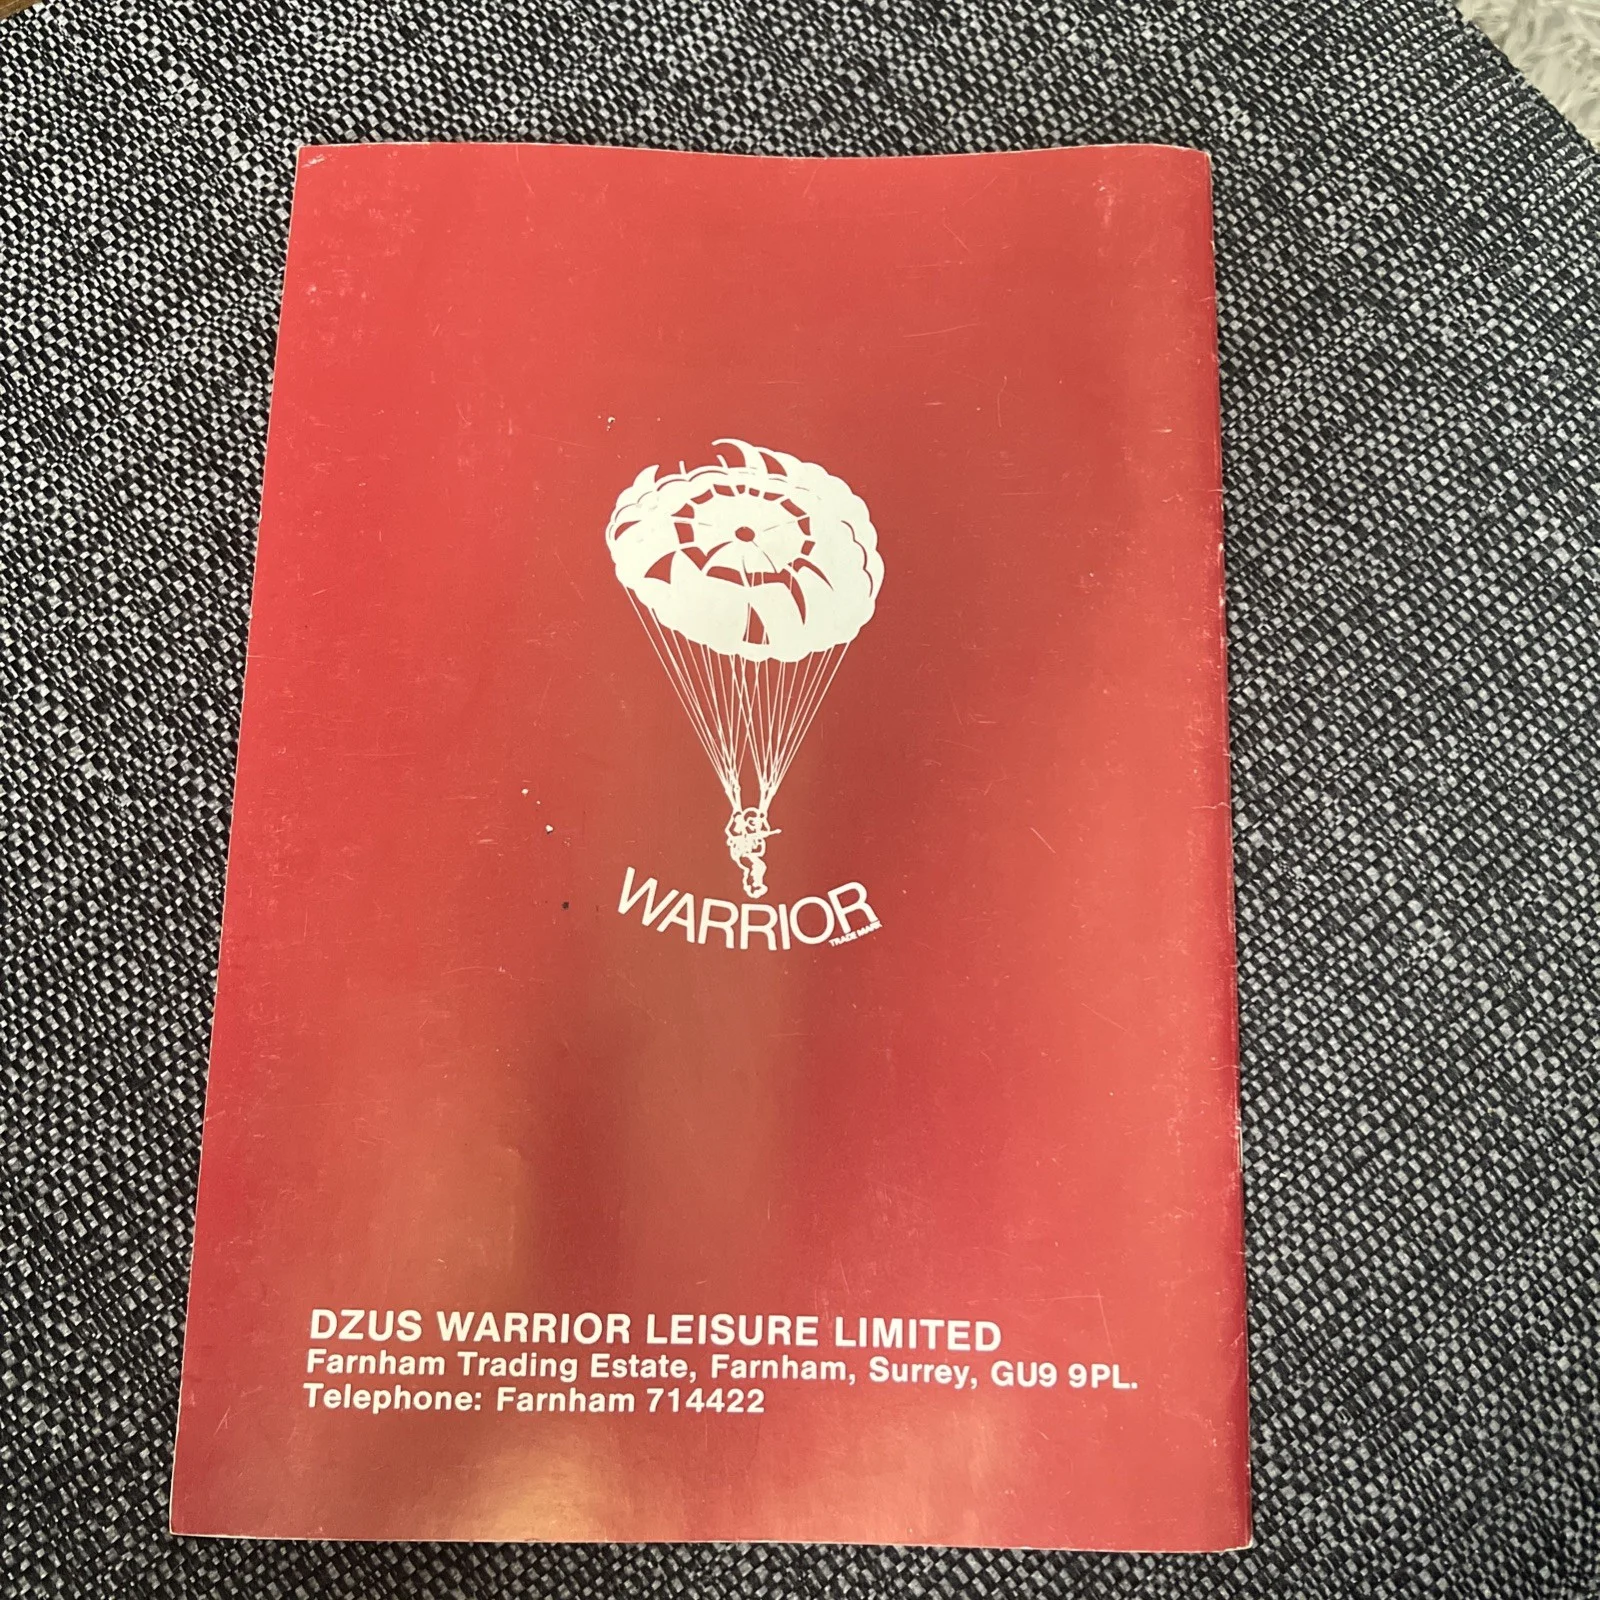 WARRIOR
TRADE MARK
DZUS WARRIOR LEISURE LIMITED
Farnham Trading Estate, Farnham, Surrey, GU9 9PL.
Telephone: Farnham 714422